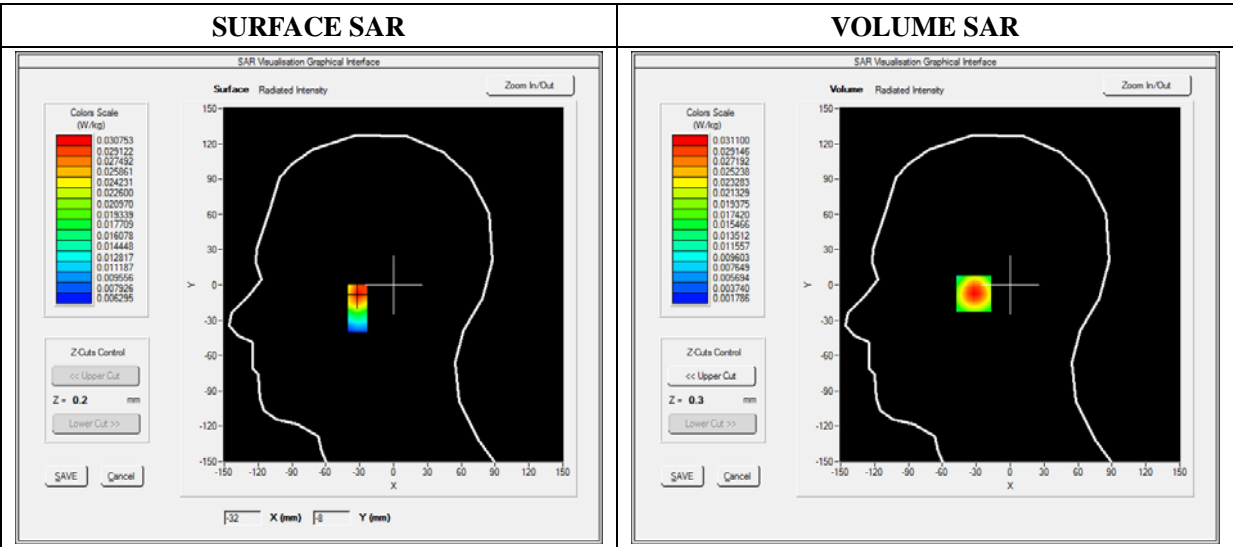 SURFACE SAR
SAR Visualisation Graphical Interface
Surface Radiated Intensity
Zoom In/Out
Colors Scale
(W/kg)
0.030753
0.029122
0.027492
0.025861
0.024231
0.022600
0.020970
0.019339
0.017709
0.016078
0.014448
0.012817
0.011187
0.009556
0.007926
0.006295
Z-Cuts Control
<< Upper Cut
Z = 0.2 mm
Lower Cut >>
SAVE Cancel
150
120
90
60
30
Y 0
-30
-60
-90
-120
-150
-150 -120 -90 -60 -30 0 30 60 90 120 150
X
-32 X (mm) -8 Y (mm)
VOLUME SAR
SAR Visualisation Graphical Interface
Volume Radiated Intensity
Zoom In/Out
Colors Scale
(W/kg)
0.031100
0.029146
0.027192
0.025238
0.023283
0.021329
0.019375
0.017420
0.015466
0.013512
0.011557
0.009603
0.007649
0.005694
0.003740
0.001786
Z-Cuts Control
<< Upper Cut
Z = 0.3 mm
Lower Cut >>
SAVE Cancel
150
120
90
60
30
Y 0
-30
-60
-90
-120
-150
-150 -120 -90 -60 -30 0 30 60 90 120 150
X